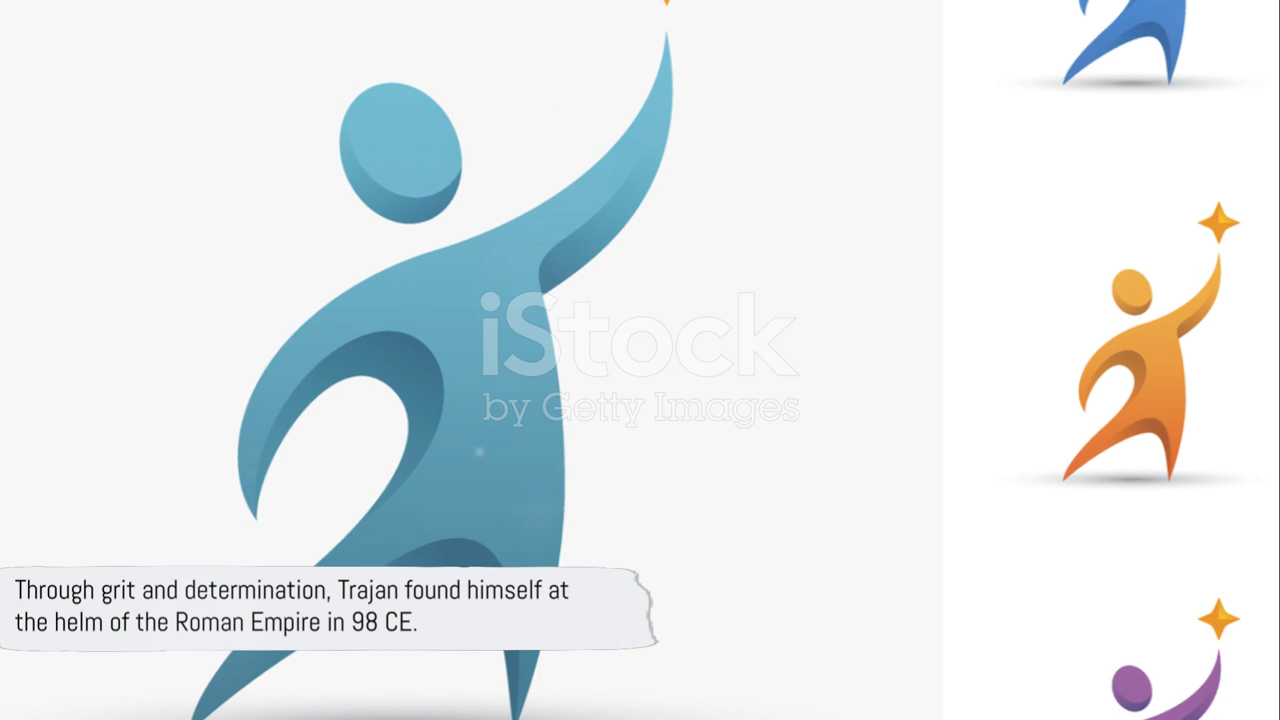 iStock
by Getty Images
Through grit and determination, Trajan found himself at
the helm of the Roman Empire in 98 CE.